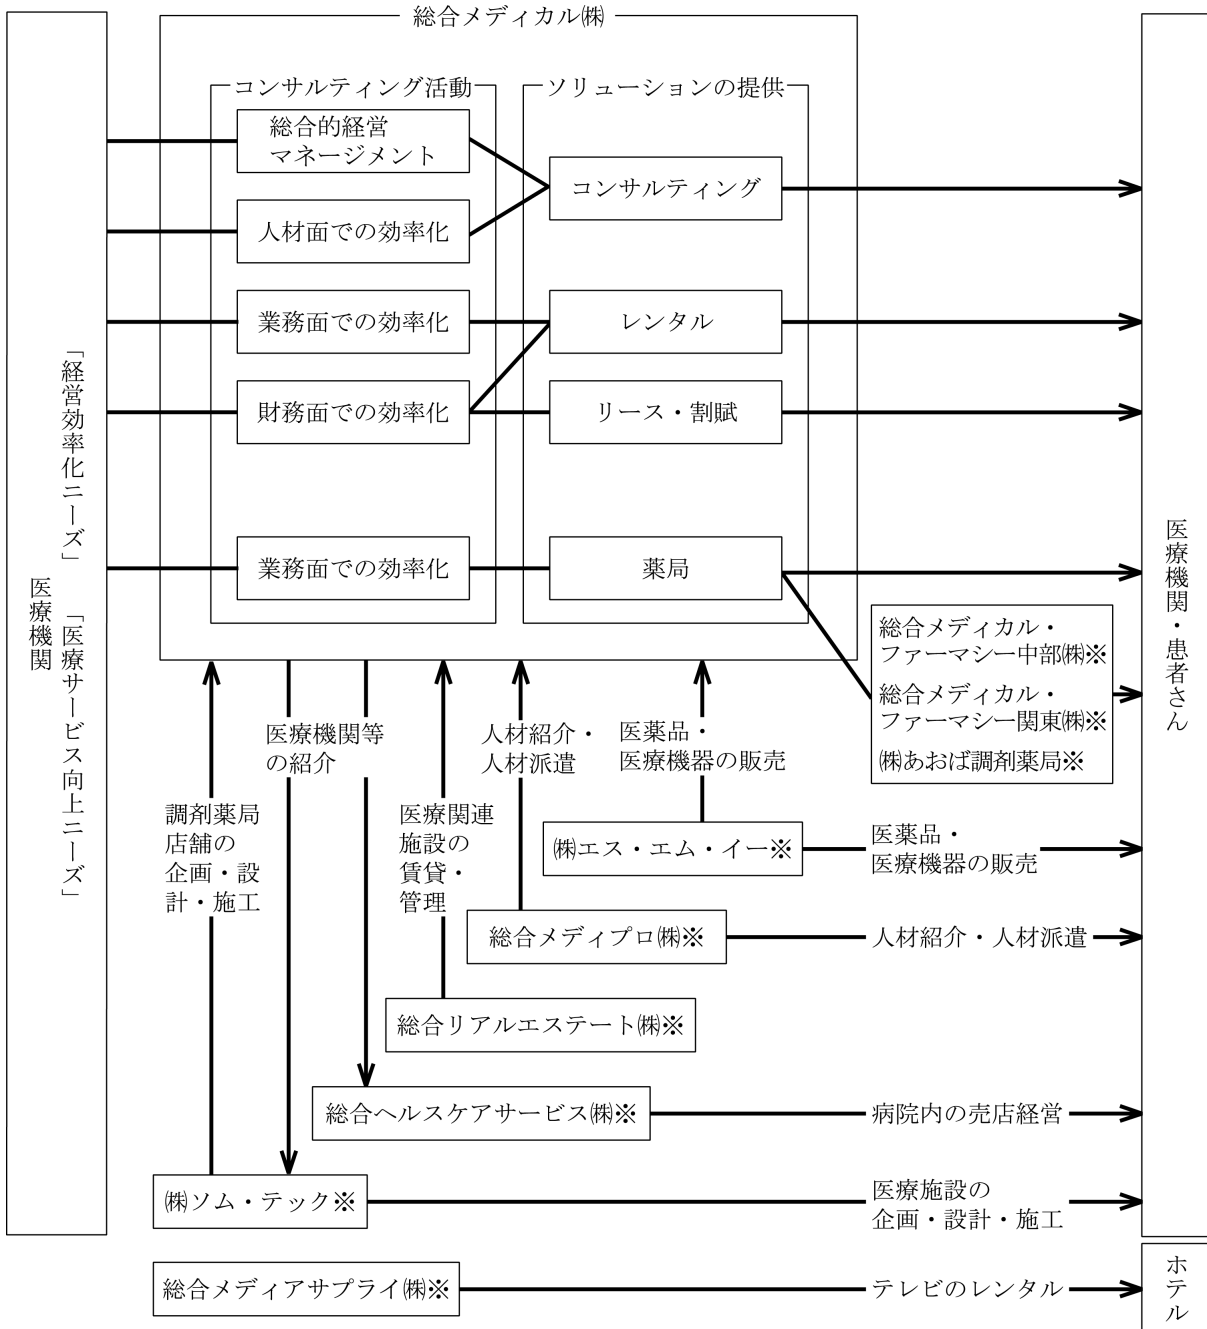 総合メディカル㈱
コンサルティング活動
ソリューションの提供
総合的経営
マネージメント
コンサルティング
人材面での効率化
業務面での効率化
レンタル
財務面での効率化
リース・割賦
業務面での効率化
薬局
「経営効率化ニーズ」
「医療サービス向上ニーズ」
医療機関
医療機関・患者さん
総合メディカル・
ファーマシー中部㈱※
総合メディカル・
ファーマシー関東㈱※
㈱あおば調剤薬局※
医療機関等
の紹介
人材紹介・
人材派遣
医薬品・
医療機器の販売
調剤薬局
店舗の
企画・設
計・施工
医療関連
施設の
賃貸・
管理
㈱エス・エム・イー※
医薬品・
医療機器の販売
総合メディプロ㈱※
人材紹介・人材派遣
総合リアルエステート㈱※
総合ヘルスケアサービス㈱※
病院内の売店経営
㈱ソム・テック※
医療施設の
企画・設計・施工
総合メディアサプライ㈱※
テレビのレンタル
ホテル